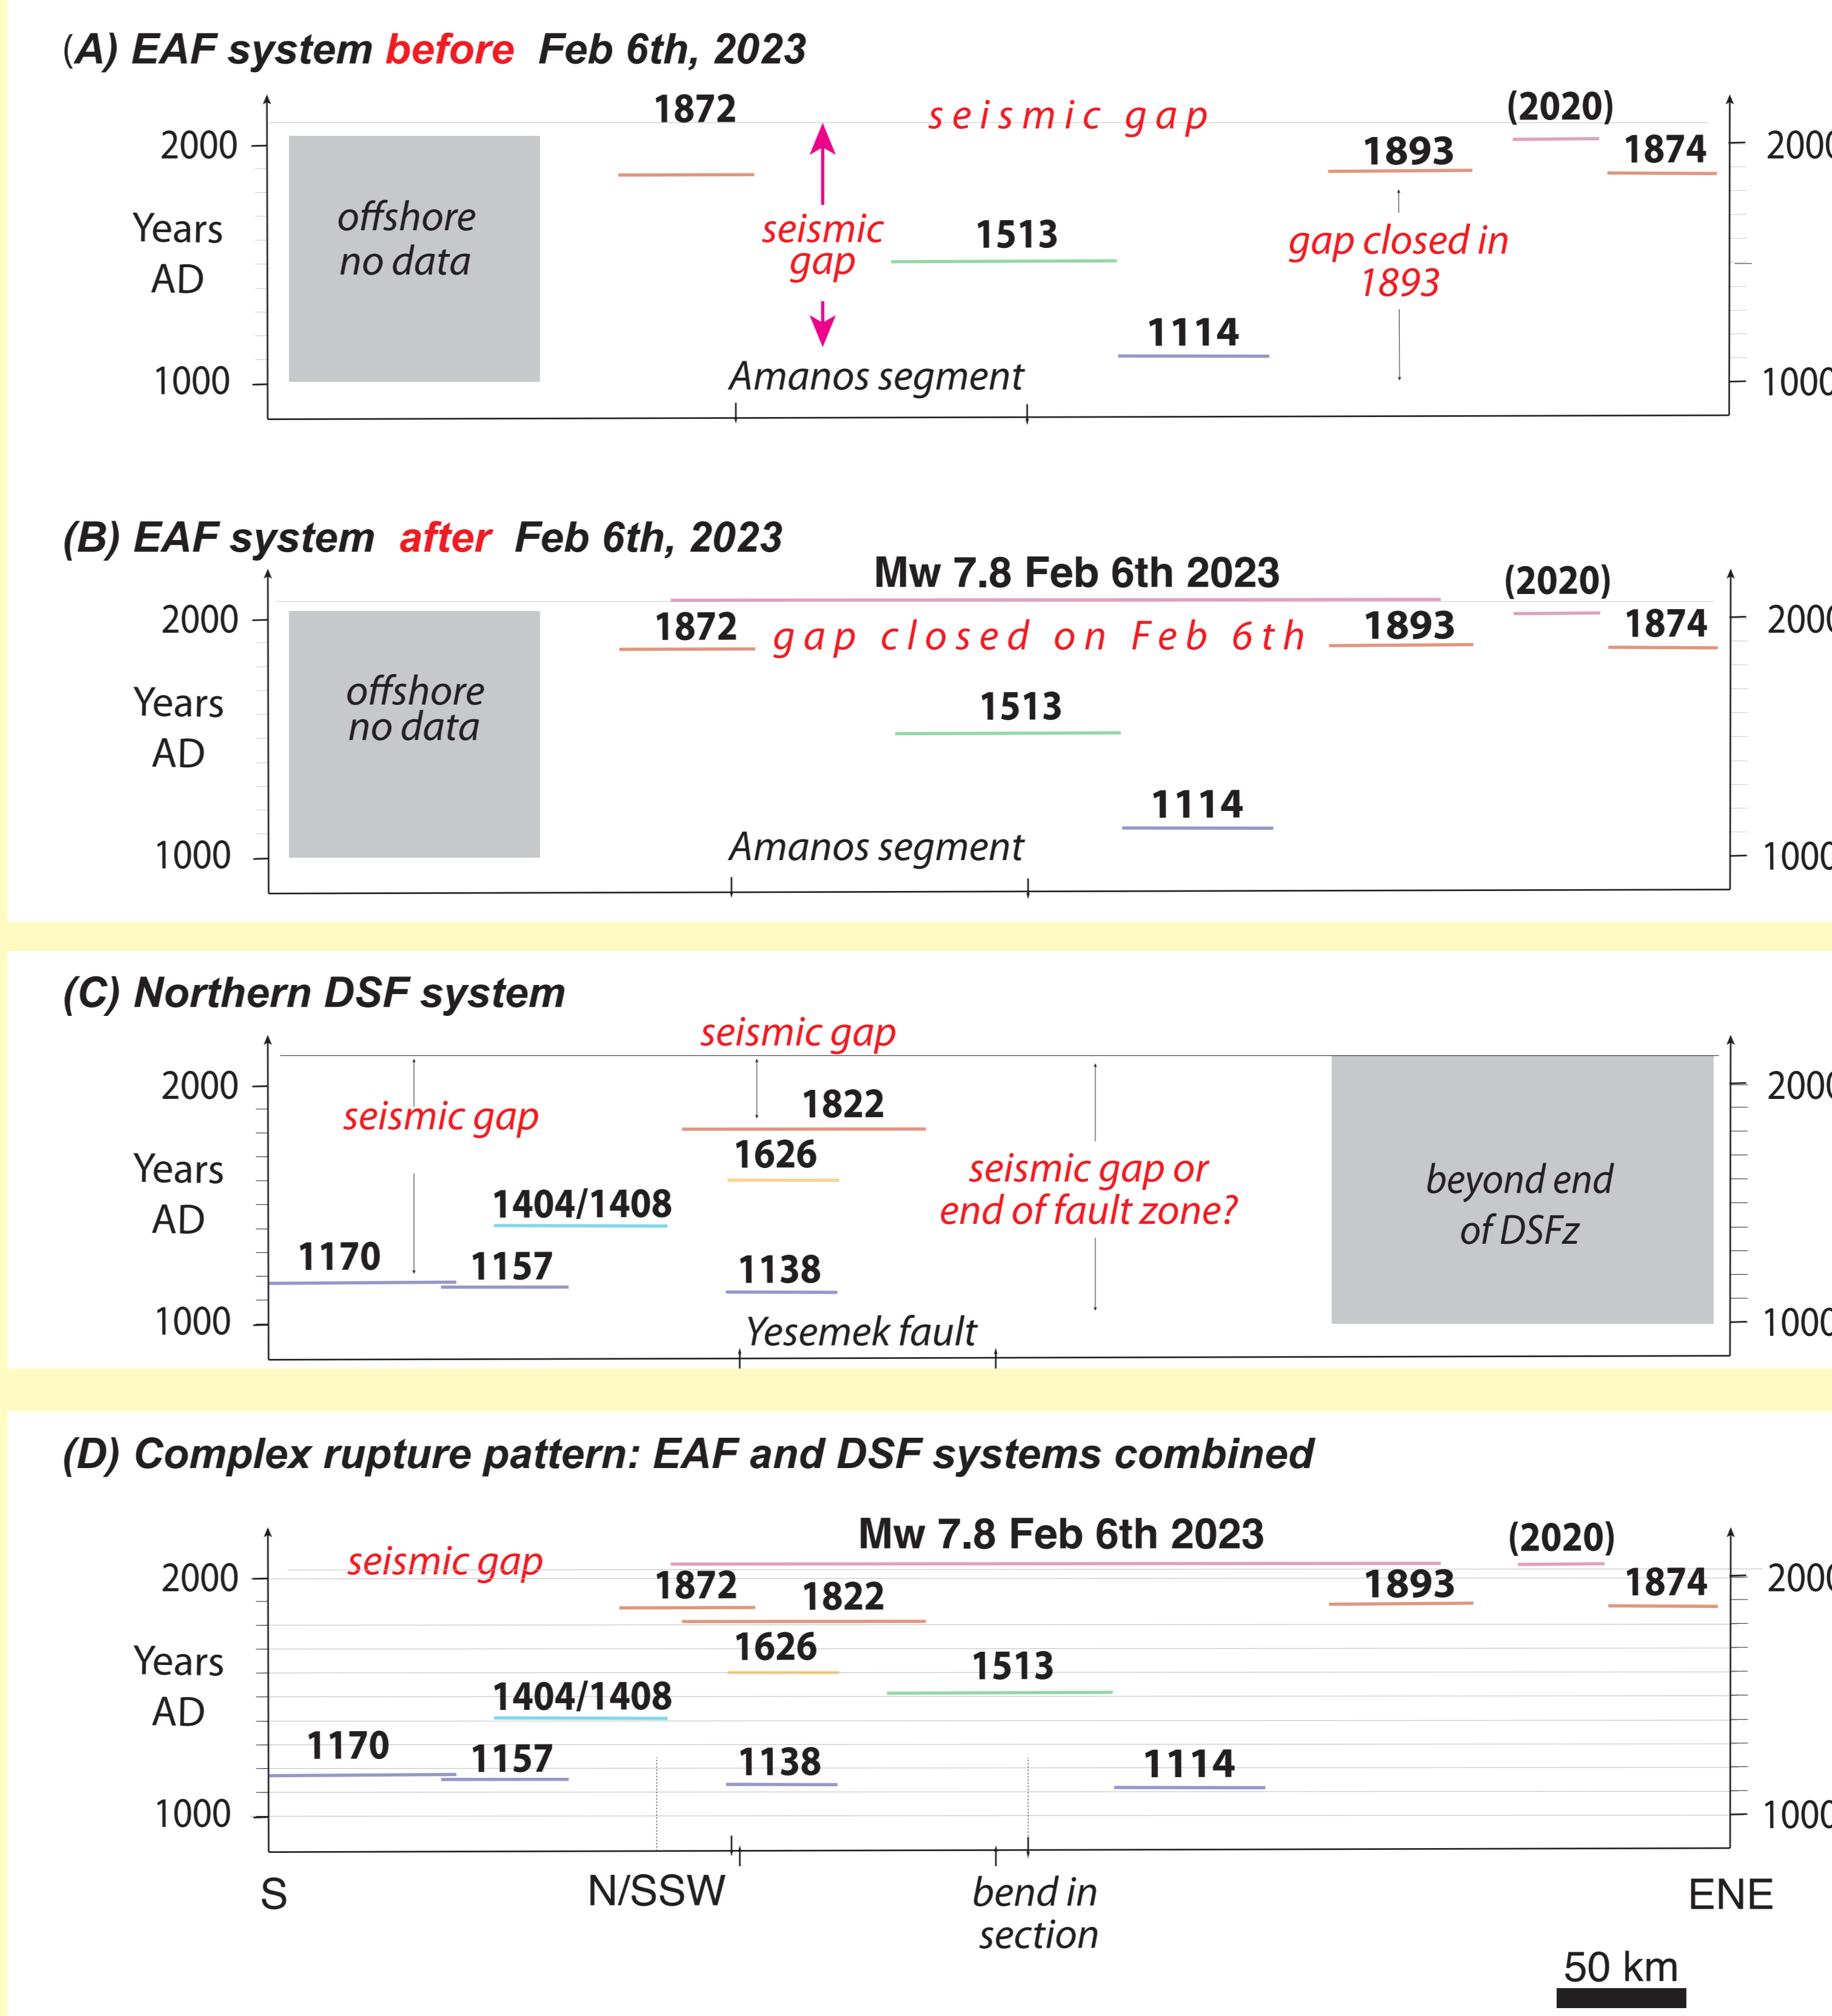 (A) EAF system before Feb 6th, 2023
1872
seismic gap
(2020)
2000
1893
1874
2000
offshore
no data
Years
AD
seismic
gap
1513
gap closed in
1893
1114
1000
Amanos segment
1000
(B) EAF system after Feb 6th, 2023
Mw 7.8 Feb 6th 2023
(2020)
2000
1872
gap closed on Feb 6th
1893
1874
2000
offshore
no data
Years
AD
1513
1114
1000
Amanos segment
1000
(C) Northern DSF system
seismic gap
2000
2000
seismic gap
1822
1626
Years
AD
seismic gap or
end of fault zone?
beyond end
of DSFz
1404/1408
1170
1157
1138
1000
Yesemek fault
1000
(D) Complex rupture pattern: EAF and DSF systems combined
Mw 7.8 Feb 6th 2023
(2020)
seismic gap
2000
1872
1822
1893
1874
2000
1626
Years
AD
1513
1404/1408
1170
1157
1138
1114
1000
1000
S
N/SSW
bend in
section
ENE
50 km